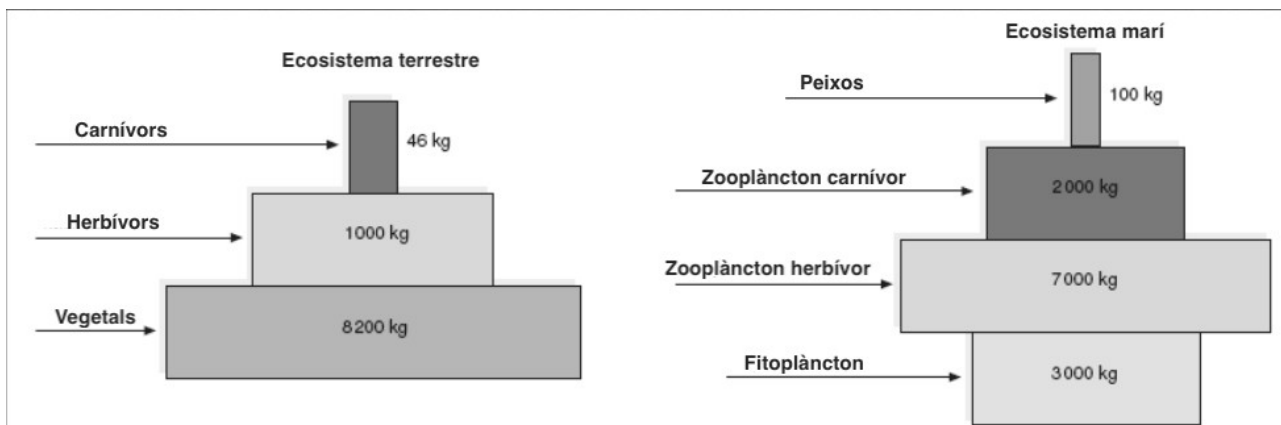 Ecosistema terrestre
Carnívors
46 kg
Herbívors
1000 kg
Vegetals
8200 kg
Ecosistema marí
Peixos
100 kg
Zooplàncton carnívor
2000 kg
Zooplàncton herbívor
7000 kg
Fitoplàncton
3000 kg